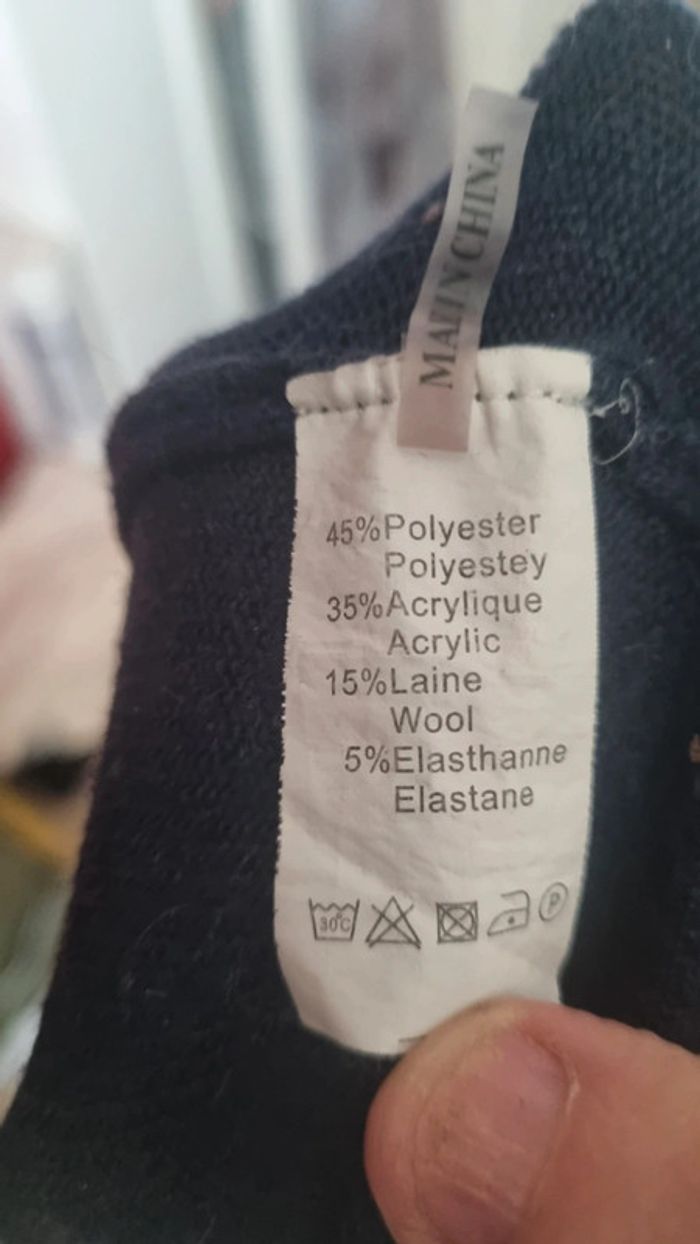 MADE IN CHINA
45%Polyester
Polyestey
35%Acrylique
Acrylic
15%Laine
Wool
5%Elasthanne
Elastane
30°C
P